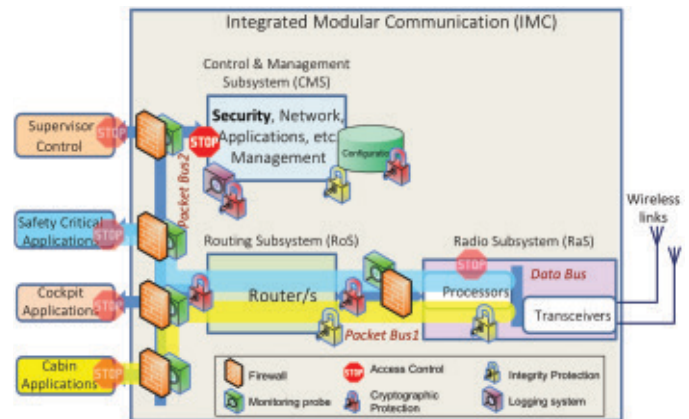 Integrated Modular Communication (IMC)
Control & Management
Subsystem (CMS)
Security, Network,
Applications, etc
Management
Configuratio
STOP
Supervisor
Control
STOP
Packet Bus2
Safety Critical
Applications
STOP
Cockpit
Applications
STOP
Cabin
Applications
STOP
Routing Subsystem (RoS)
Router/s
Packet Bus1
Radio Subsystem (RaS)
STOP
Data Bus
Processors
Transceivers
Wireless
links
Firewall
STOP
Access Control
Integrity Protection
Monitoring probe
Cryptographic
Protection
Logging system